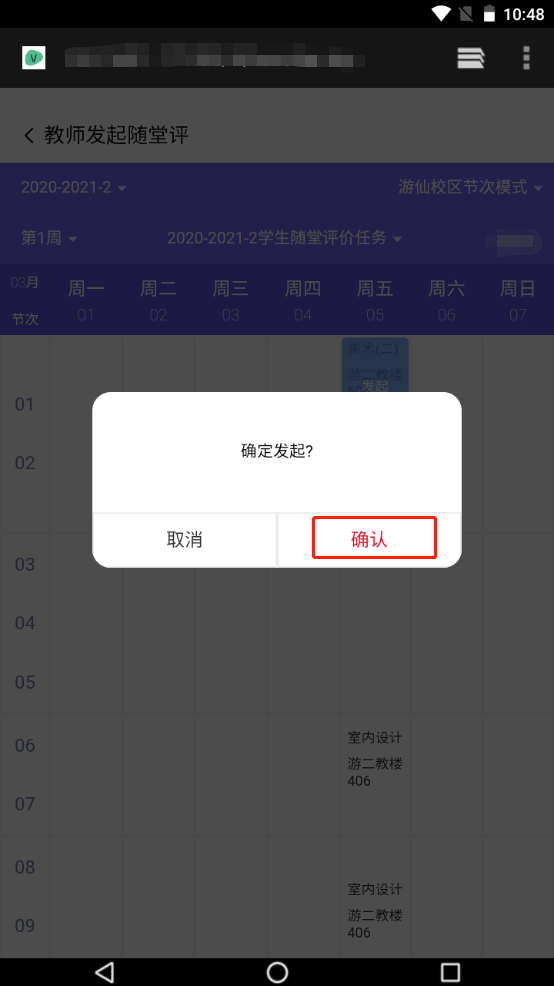 10:48
V
教师发起随堂评
2020-2021-2
游仙校区节次模式
第1周
2020-2021-2学生随堂评价任务
03月
节次
周一
01
周二
02
周三
03
周四
04
周五
05
周六
06
周日
07
美术(二)
游二教楼
发起
01
确定发起?
02
取消
确认
03
04
05
06
室内设计
游二教楼
406
07
08
室内设计
游二教楼
406
09